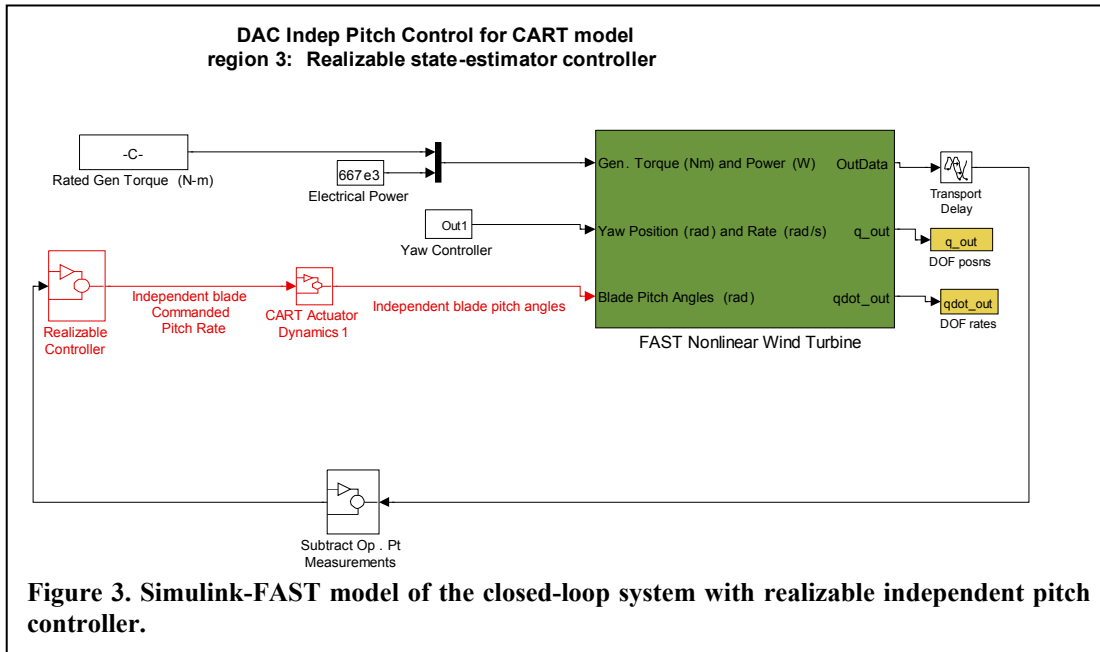 DAC Indep Pitch Control for CART model
region 3: Realizable state-estimator controller
-C-
Rated Gen Torque (N-m)
667e3
Electrical Power
Out1
Yaw Controller
Realizable
Controller
Independent blade
Commanded
Pitch Rate
CART Actuator
Dynamics 1
Independent blade pitch angles
Gen. Torque (Nm) and Power (W)
Yaw Position (rad) and Rate (rad/s)
Blade Pitch Angles (rad)
OutData
q_out
qdot_out
FAST Nonlinear Wind Turbine
Transport
Delay
q_out
DOF posns
qdot_out
DOF rates
Subtract Op . Pt
Measurements
Figure 3. Simulink-FAST model of the closed-loop system with realizable independent pitch
controller.